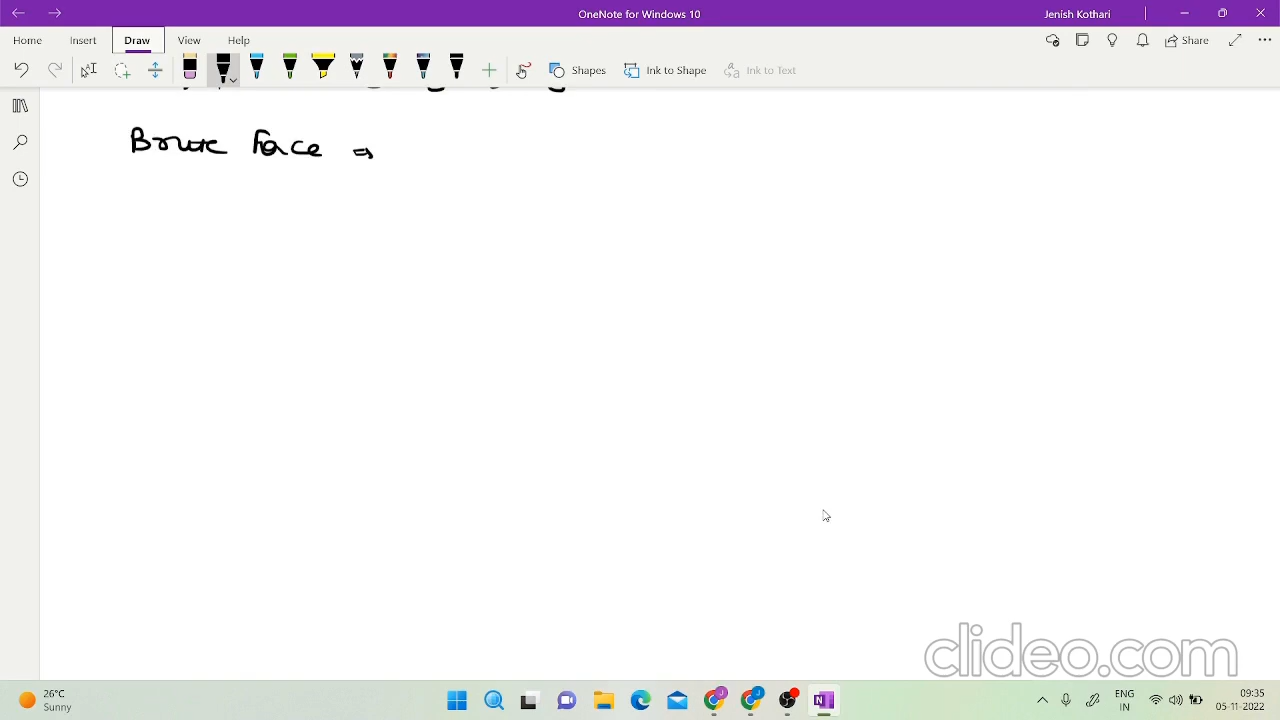 OneNote for Windows 10
Jenish Kothari
Home Insert Draw View Help
Share
Shapes
Ink to Shape
Ink to Text
Brute Force ⇒
clideo.com
26°C
Sunny
ENG
IN
09:35
05-11-2022